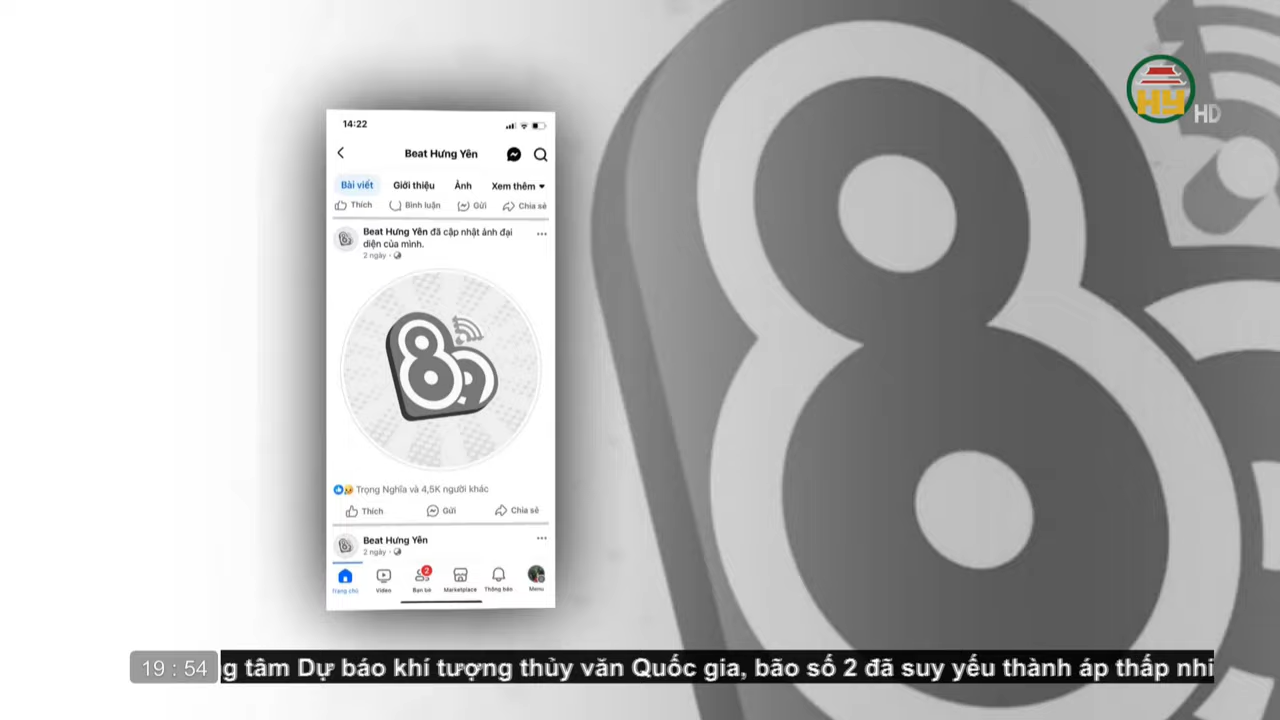 HY HD
14:22
Beat Hưng Yên
Bài viết Giới thiệu Ảnh Xem thêm
Thích Bình luận Gửi Chia sẻ
Beat Hưng Yên đã cập nhật ảnh đại
diện của mình.
2 ngày
89
Trọng Nghĩa và 4,5K người khác
Thích Gửi Chia sẻ
Beat Hưng Yên
2 ngày
2
Trang chủ Video Bạn bè Marketplace Thông báo Menu
19 : 54 g tâm Dự báo khí tượng thủy văn Quốc gia, bão số 2 đã suy yếu thành áp thấp nhi